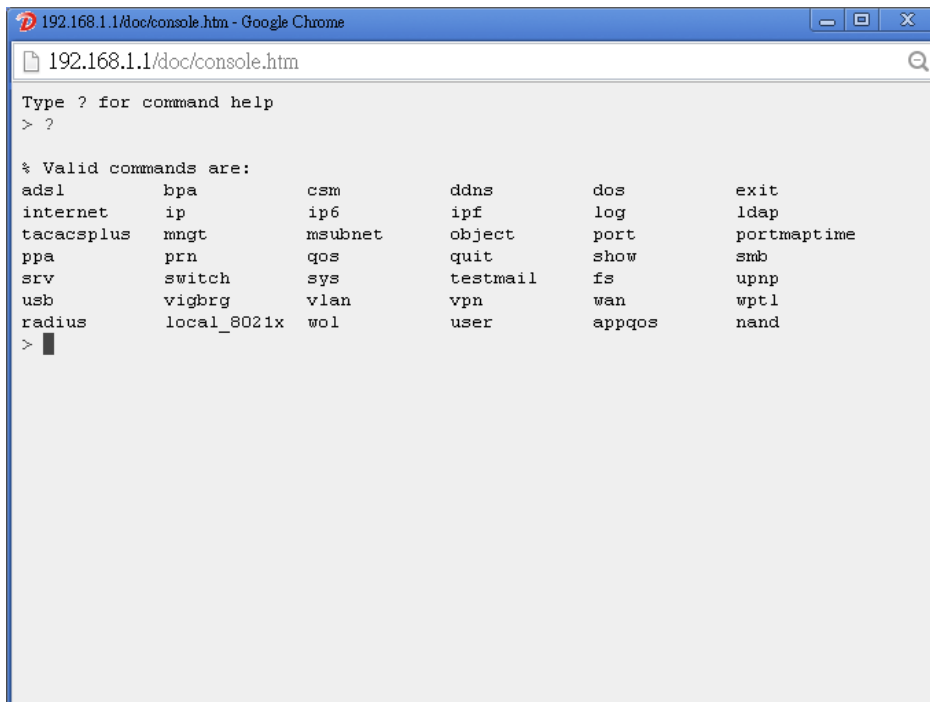 192.168.1.1/doc/console.htm - Google Chrome
192.168.1.1/doc/console.htm
Type ? for command help
> ?
% Valid commands are:
adsl bpa csm ddns dos exit
internet ip ip6 ipf log ldap
tacacsplus mngt msubnet object port portmaptime
ppa prn qos quit show smb
srv switch sys testmail fs upnp
usb vigbrg vlan vpn wan wptl
radius local_8021x wol user appqos nand
>